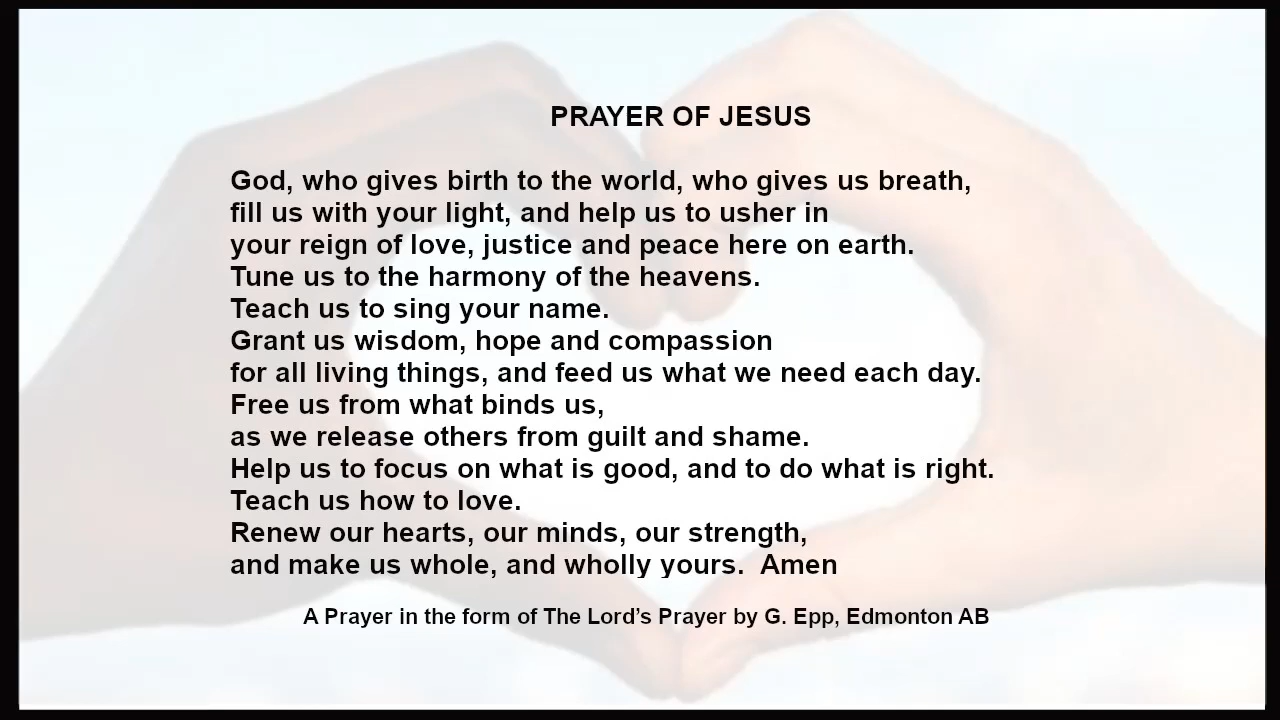 PRAYER OF JESUS
God, who gives birth to the world, who gives us breath,
fill us with your light, and help us to usher in
your reign of love, justice and peace here on earth.
Tune us to the harmony of the heavens.
Teach us to sing your name.
Grant us wisdom, hope and compassion
for all living things, and feed us what we need each day.
Free us from what binds us,
as we release others from guilt and shame.
Help us to focus on what is good, and to do what is right.
Teach us how to love.
Renew our hearts, our minds, our strength,
and make us whole, and wholly yours.  Amen
A Prayer in the form of The Lord’s Prayer by G. Epp, Edmonton AB